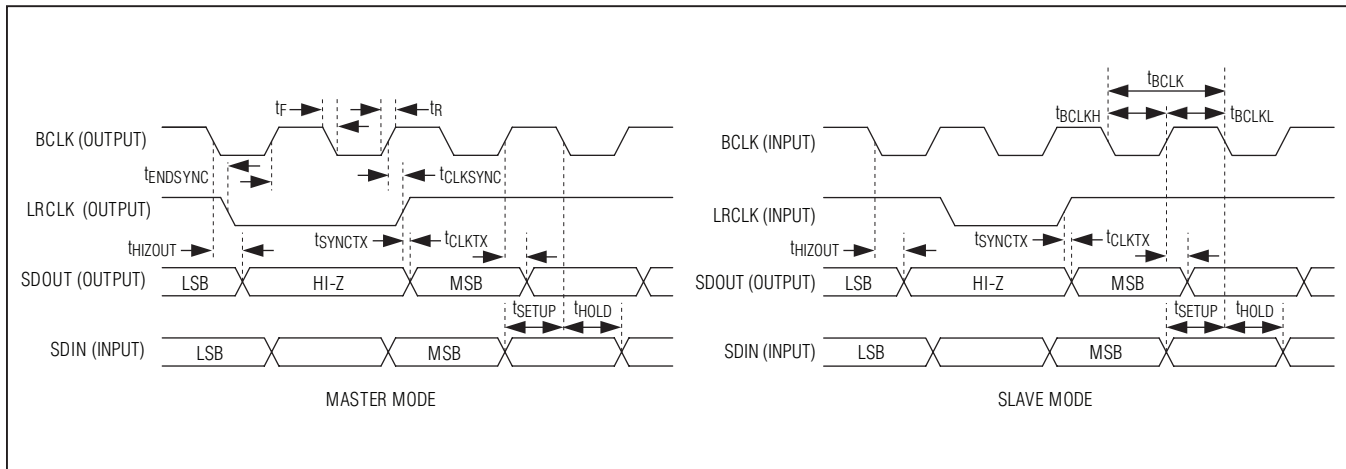 tF
tR
BCLK (OUTPUT)
tENDSYNC
tCLKSYNC
LRCLK (OUTPUT)
tHIZOUT
tSYNCTX
tCLKTX
SDOUT (OUTPUT)
LSB
HI-Z
MSB
tSETUP
tHOLD
SDIN (INPUT)
LSB
MSB
MASTER MODE
tBCLK
tBCLKH
tBCLKL
BCLK (INPUT)
LRCLK (INPUT)
tHIZOUT
tSYNCTX
tCLKTX
SDOUT (OUTPUT)
LSB
HI-Z
MSB
tSETUP
tHOLD
SDIN (INPUT)
LSB
MSB
SLAVE MODE